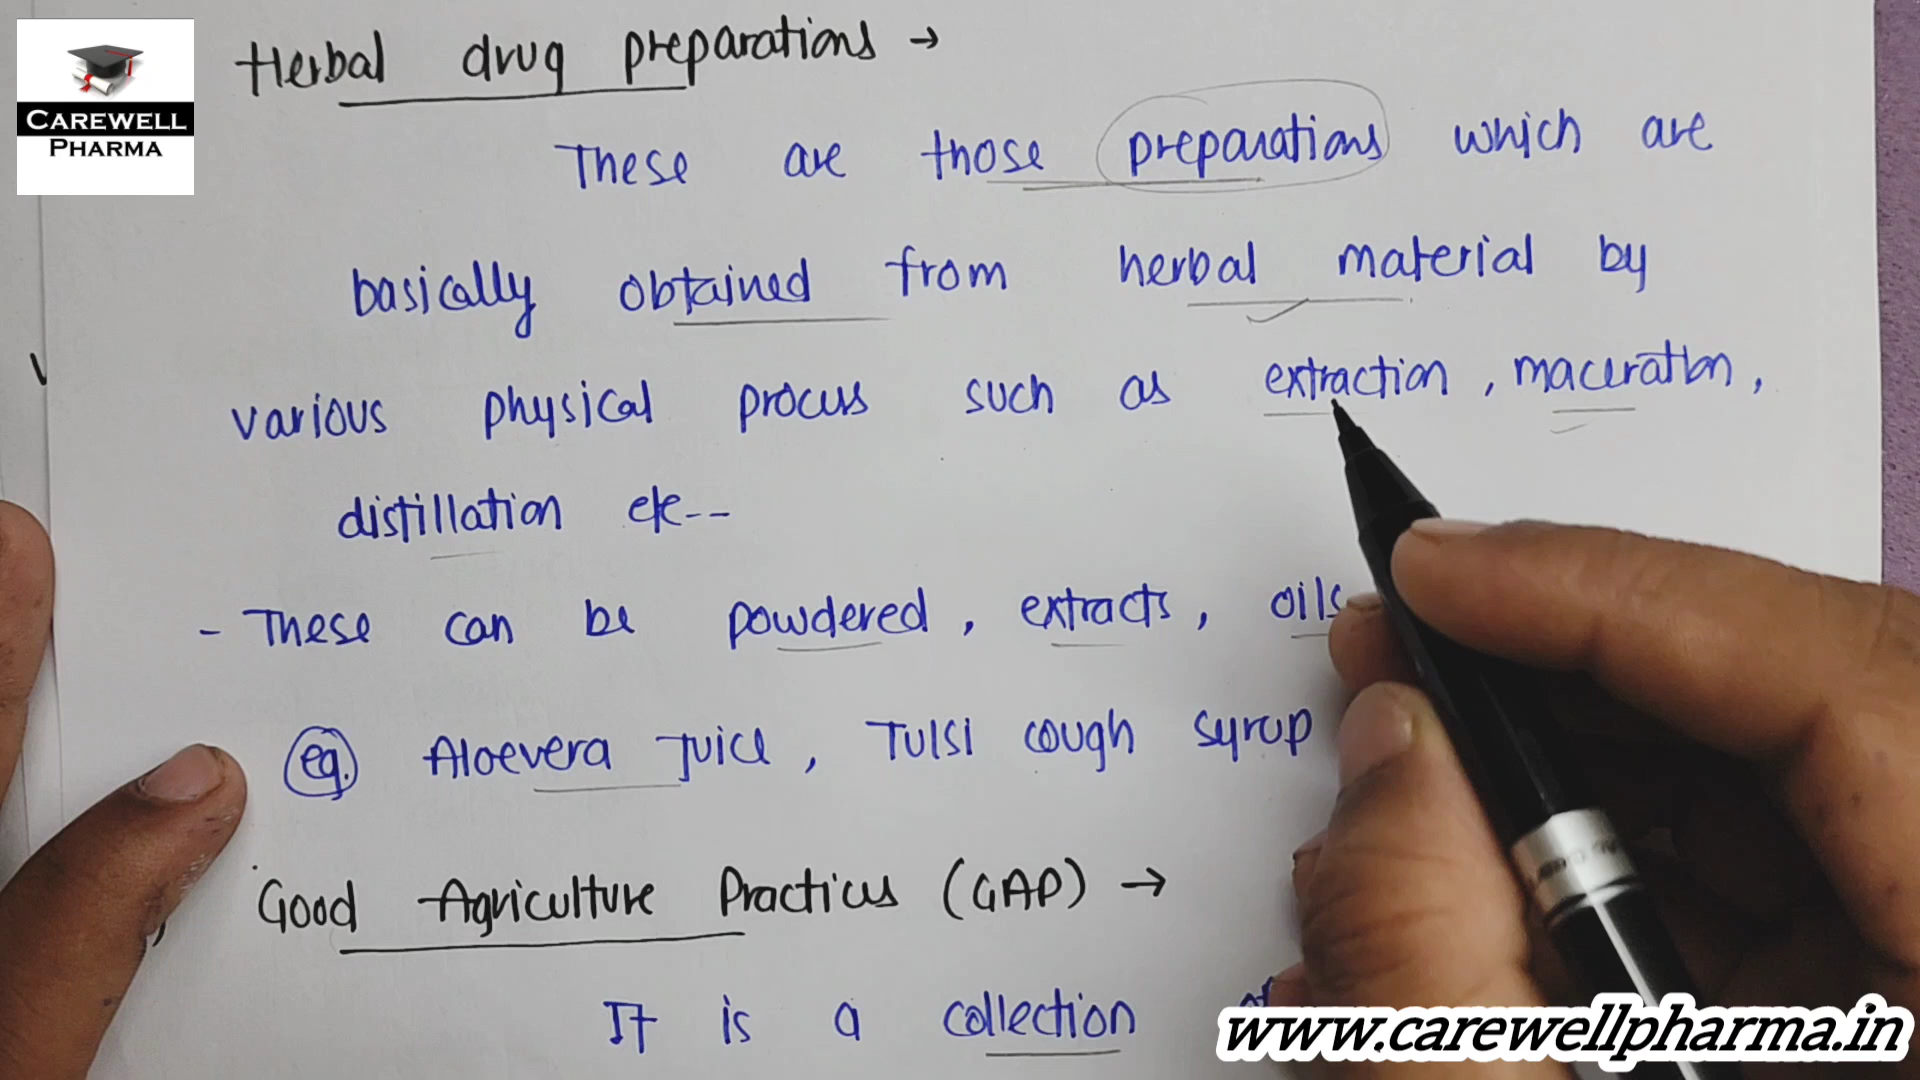 CAREWELL
PHARMA
Herbal drug preparations →
These are those preparations which are
basically obtained from herbal material by
various physical process such as extraction, maceration,
distillation etc--
- These can be powdered, extracts, oils
eg. Aloevera Juice, Tulsi cough syrup
Good Agriculture Practices (GAP) →
It is a collection of
www.carewellpharma.in